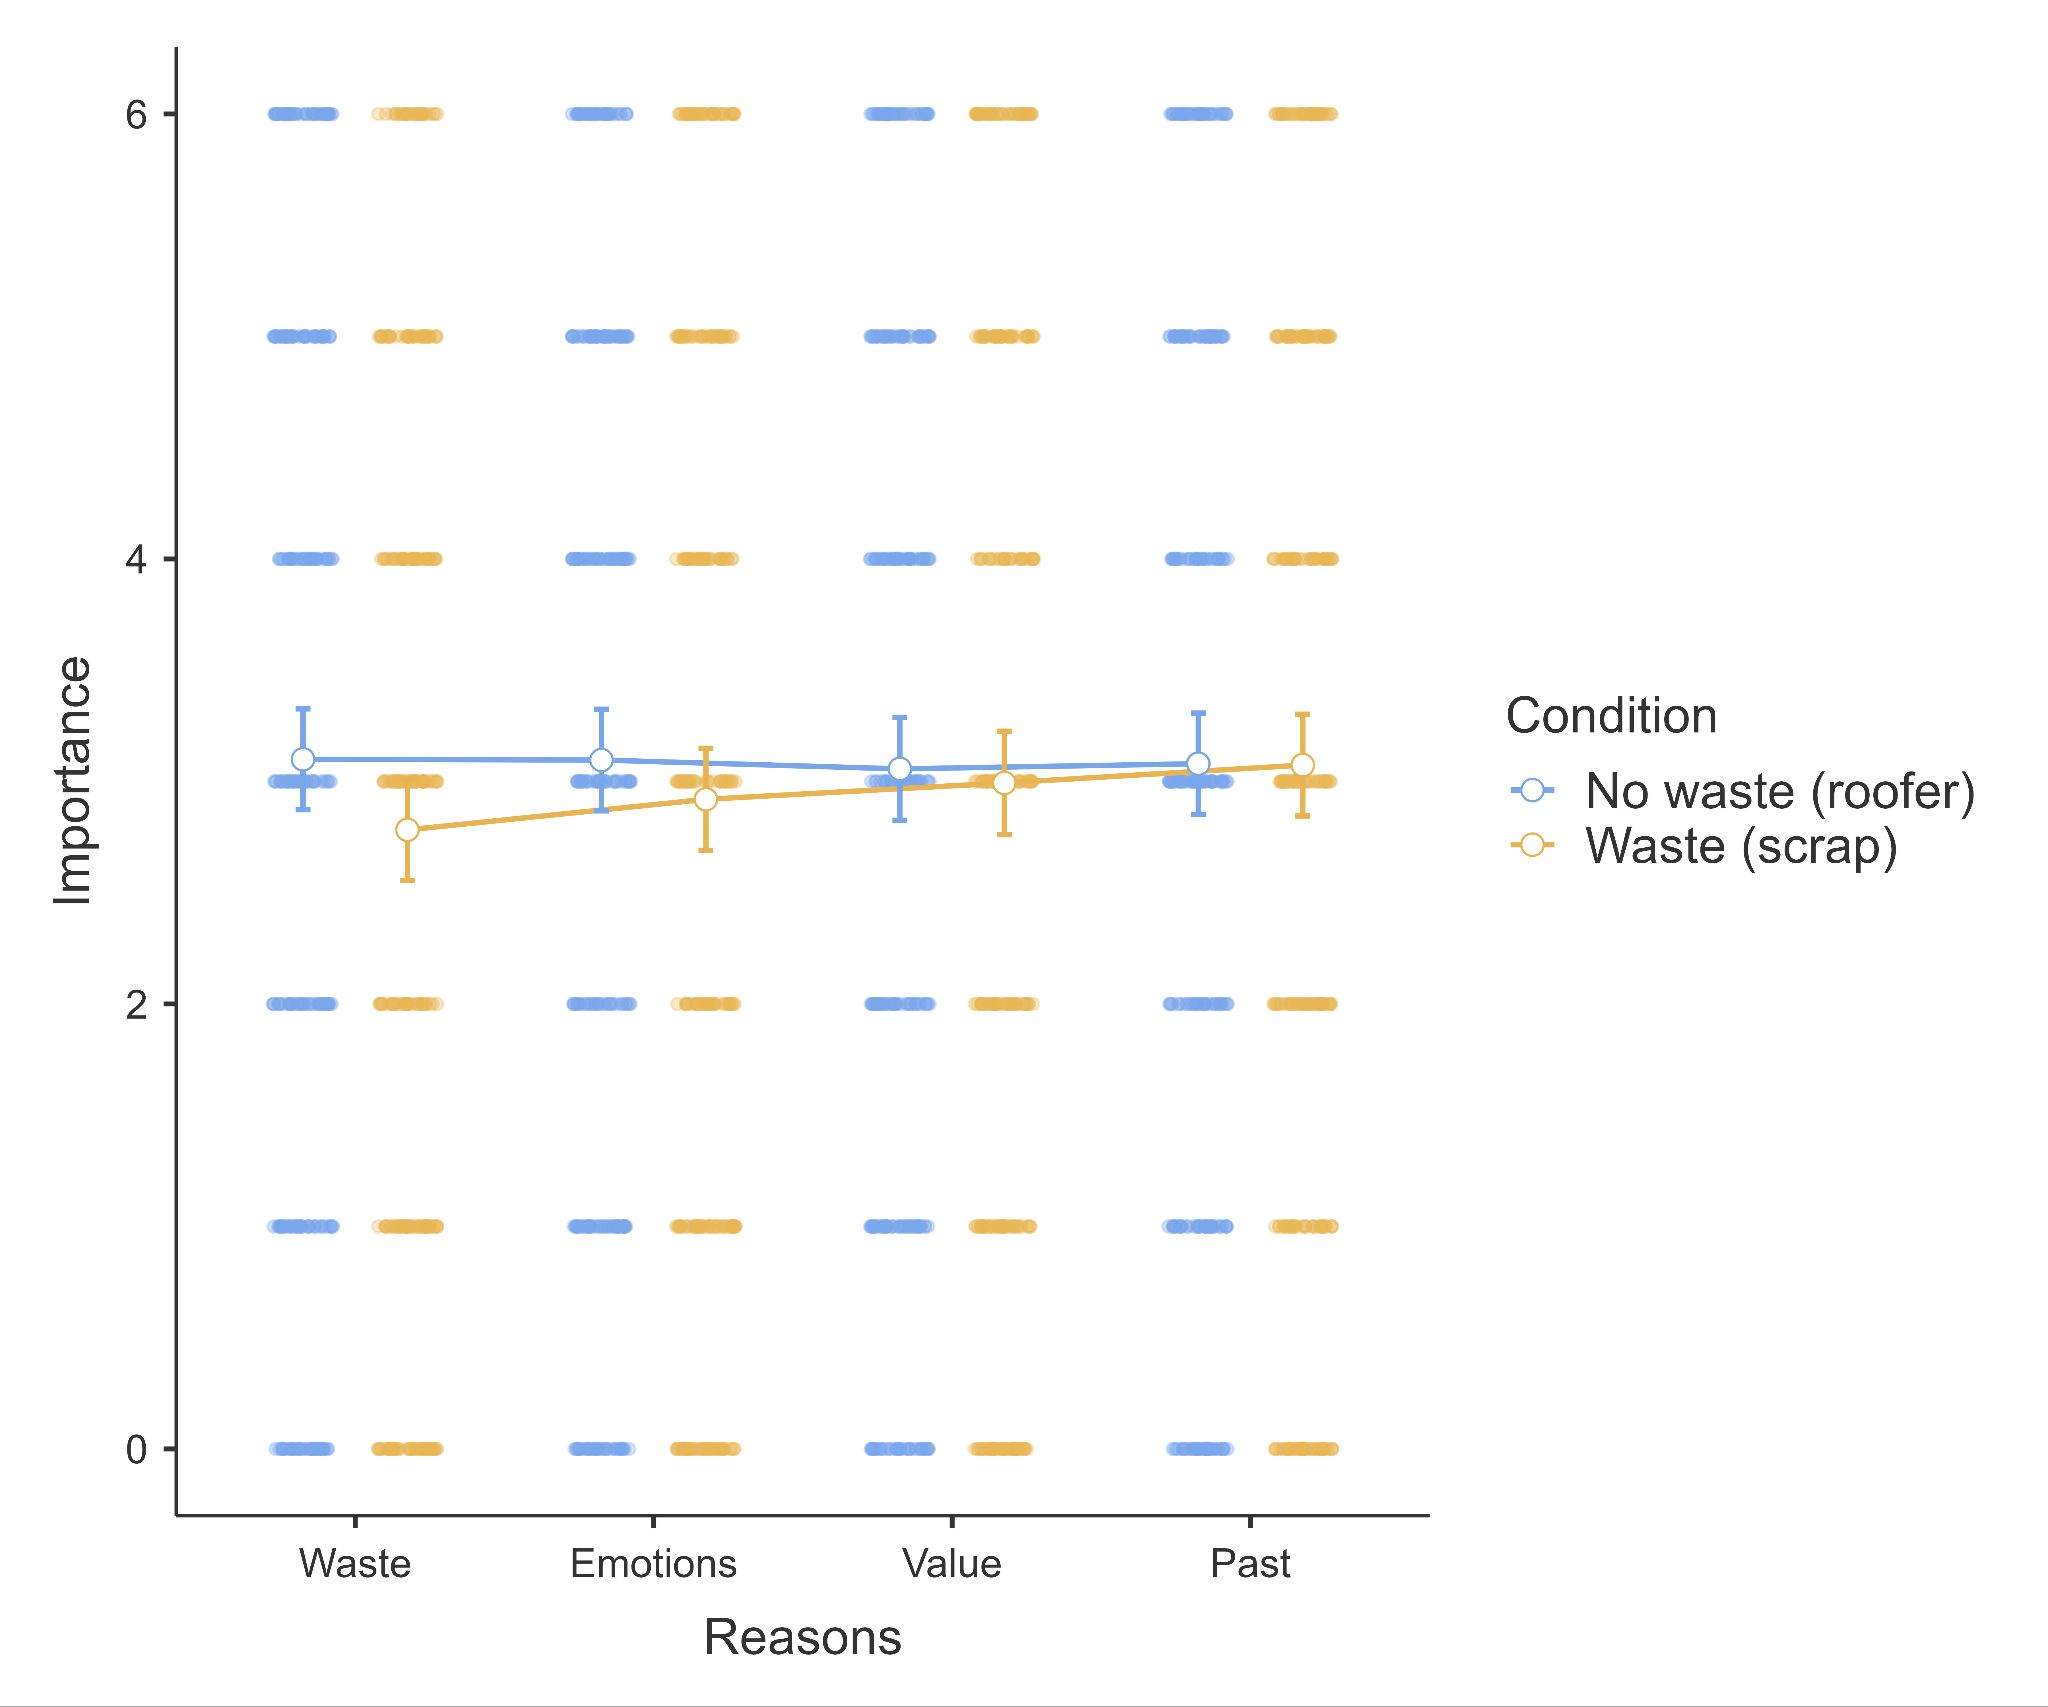 6
4
2
0
Importance
Waste
Emotions
Value
Past
Reasons
Condition
No waste (roofer)
Waste (scrap)